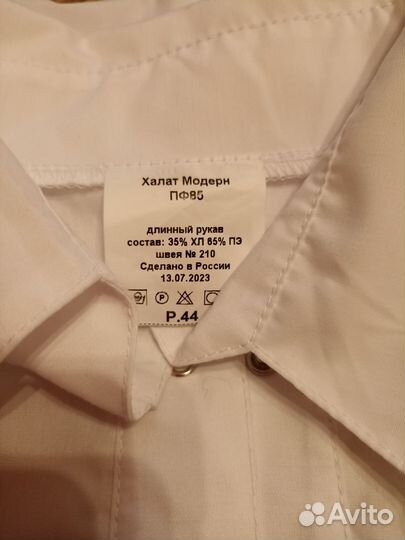 Халат Модерн
ПФ85
длинный рукав
состав: 35% ХЛ 65% ПЭ
швея № 210
Сделано в России
13.07.2023
P
Р.44
Avito